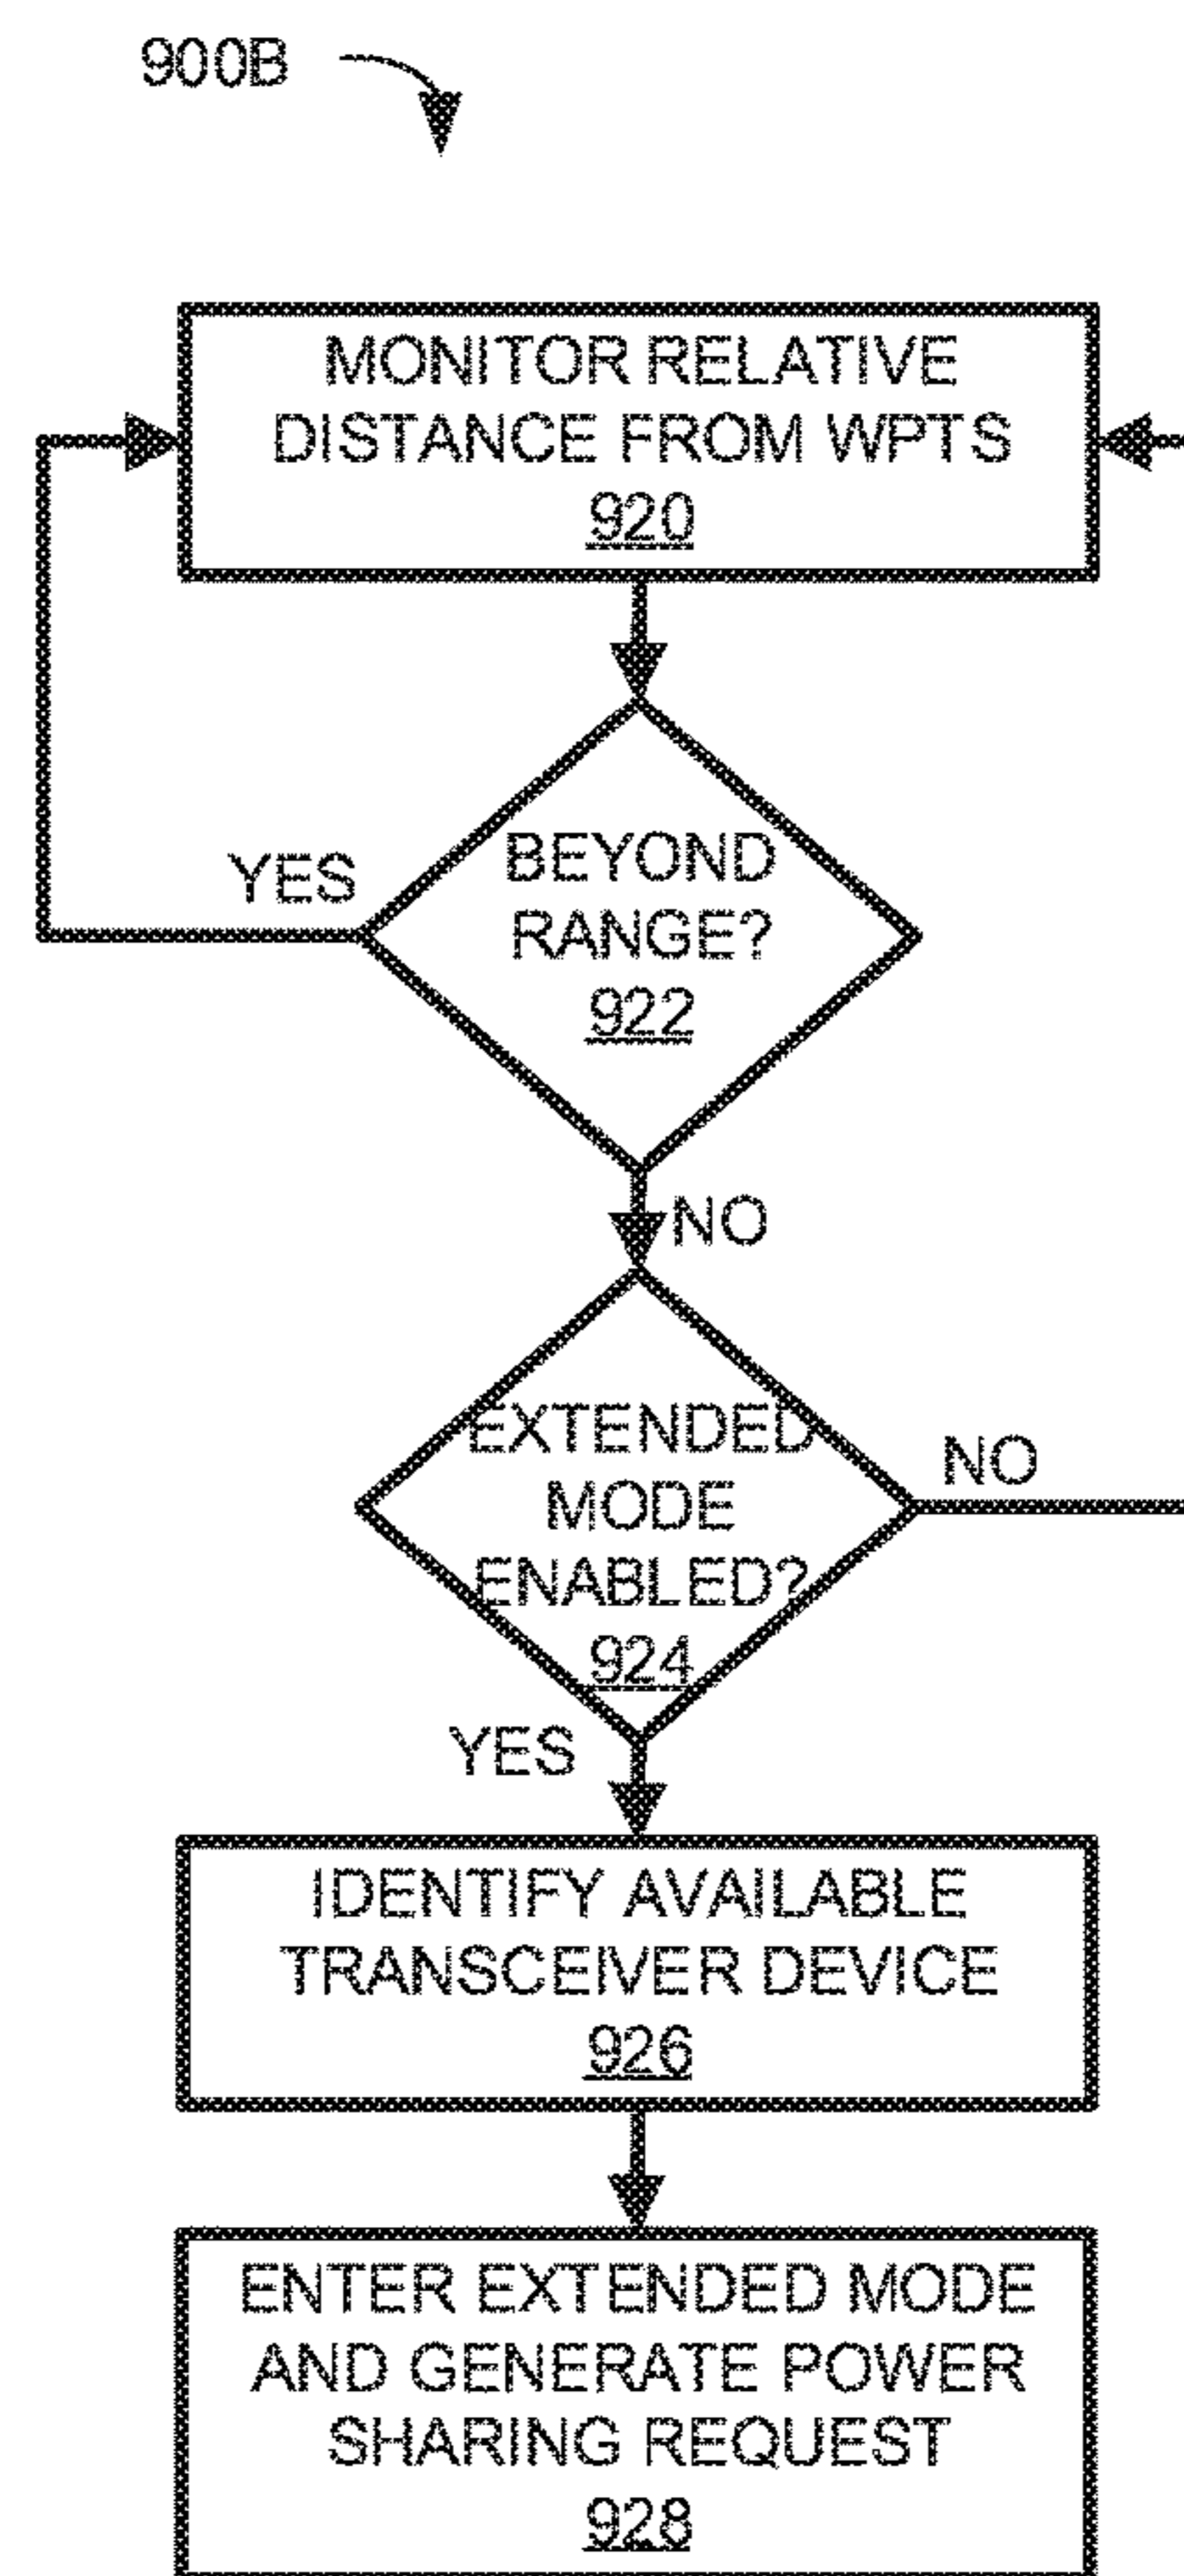 900B
MONITOR RELATIVE
DISTANCE FROM WPTS
920
BEYOND
RANGE?
922
YES
NO
EXTENDED
MODE
ENABLED?
924
NO
YES
IDENTIFY AVAILABLE
TRANSCEIVER DEVICE
926
ENTER EXTENDED MODE
AND GENERATE POWER
SHARING REQUEST
928